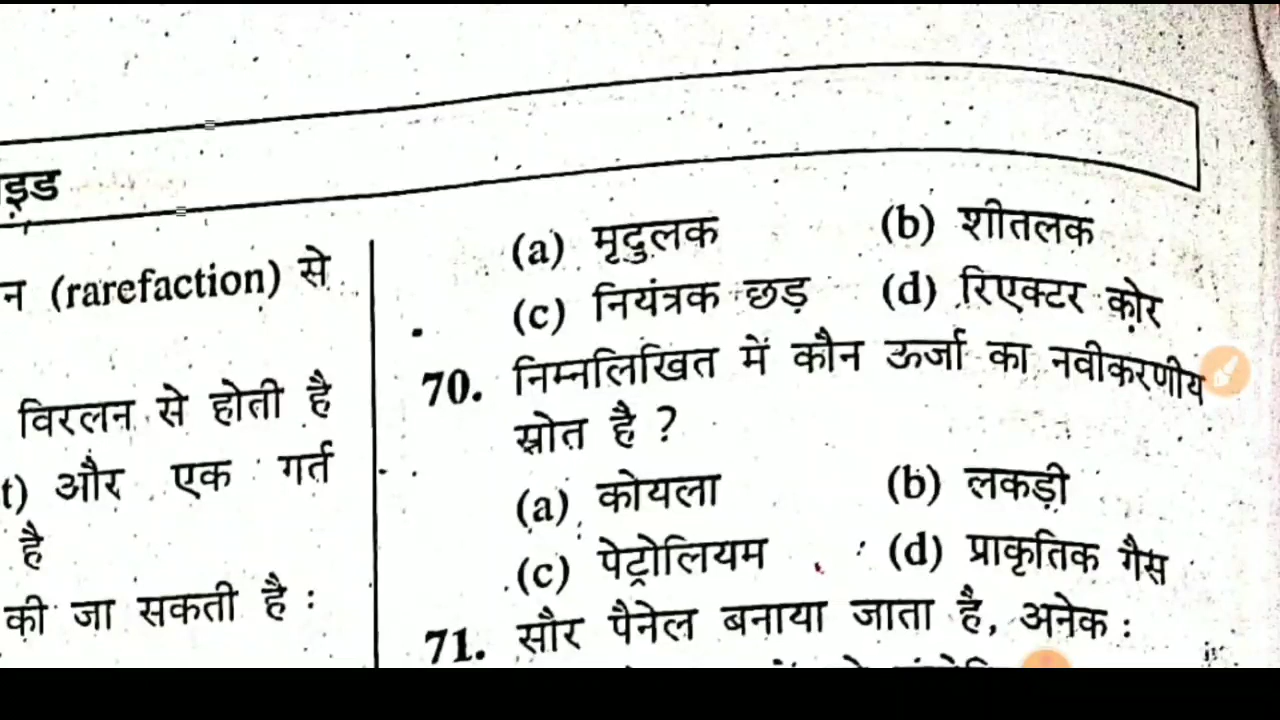 इड
न (rarefaction) से
विरलन से होती है
t) और एक गर्त
है
की जा सकती है :
(a) मृदुलक (b) शीतलक
(c) नियंत्रक छड़ (d) रिएक्टर कोर
70. निम्नलिखित में कौन ऊर्जा का नवीकरणीय
स्रोत है ?
(a) कोयला (b) लकड़ी
(c) पेट्रोलियम (d) प्राकृतिक गैस
71. सौर पैनेल बनाया जाता है, अनेक :